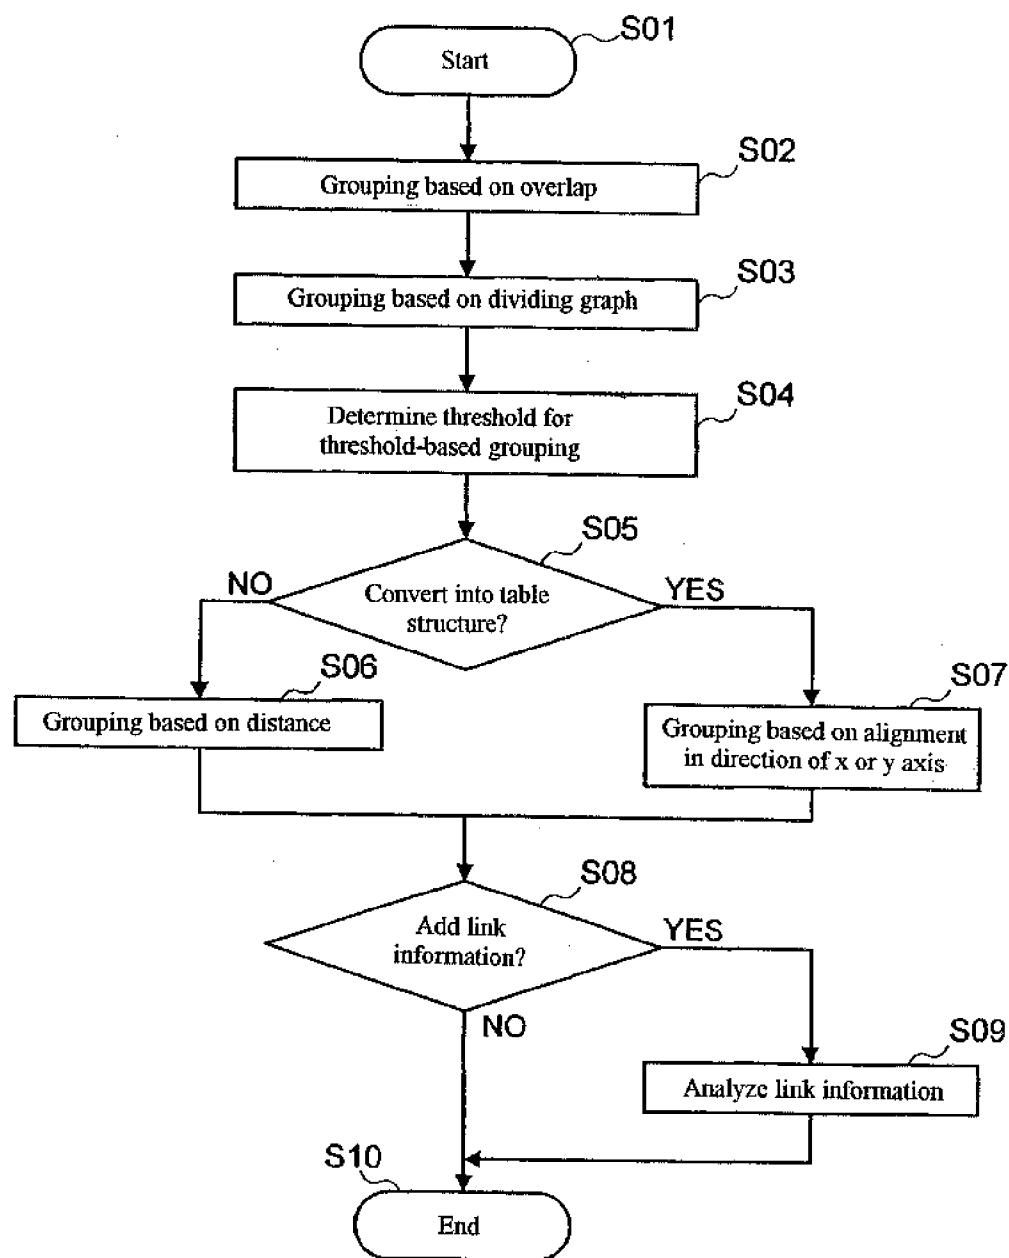 S01
Start
S02
Grouping based on overlap
S03
Grouping based on dividing graph
S04
Determine threshold for
threshold-based grouping
S05
NO
YES
Convert into table
structure?
S06
Grouping based on distance
S07
Grouping based on alignment
in direction of x or y axis
S08
Add link
information?
YES
NO
S09
Analyze link information
S10
End